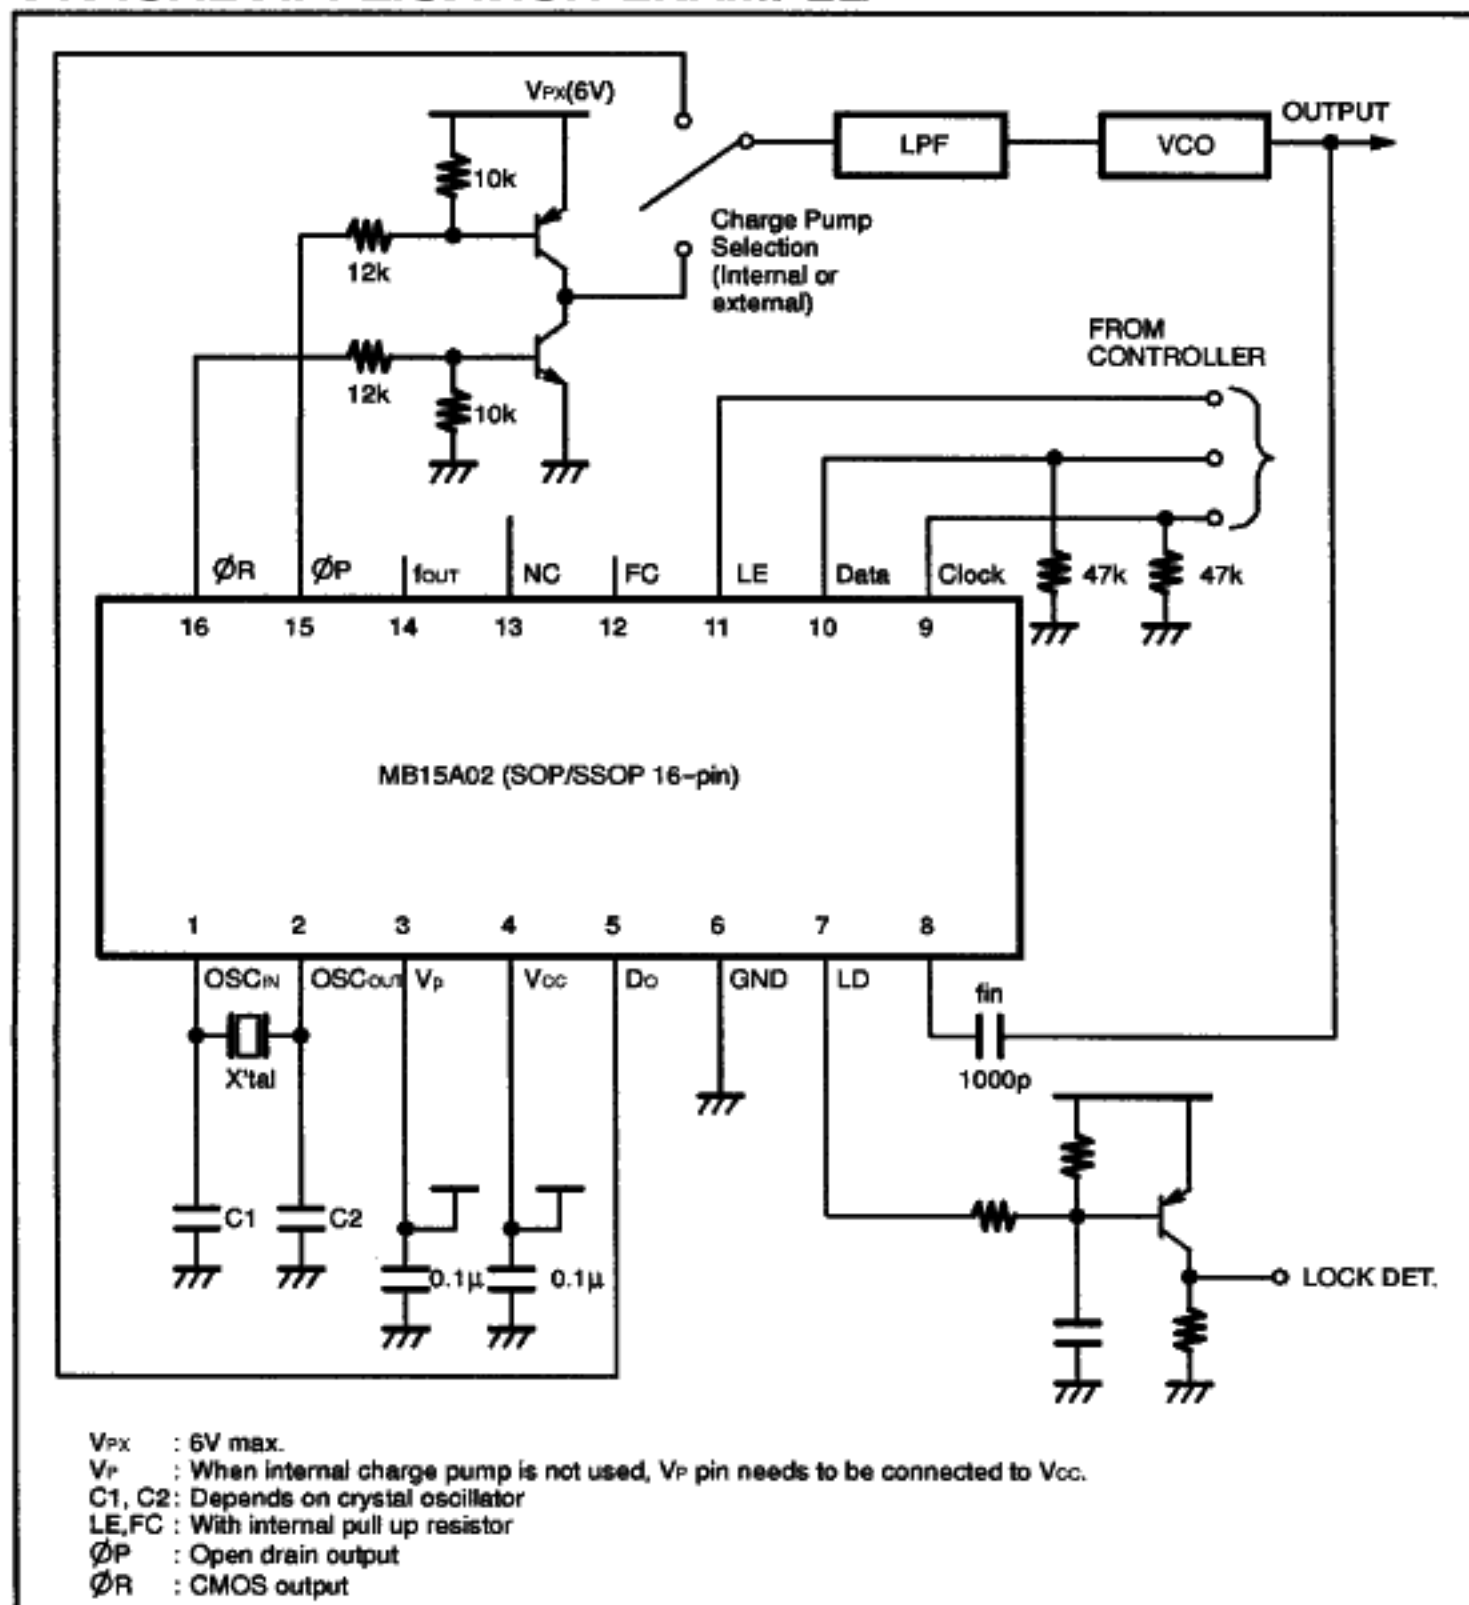 VPX(6V)
OUTPUT
LPF
VCO
10k
12k
Charge Pump
Selection
(Internal or
external)
12k
10k
FROM
CONTROLLER
ØR
ØP
fOUT
NC
FC
LE
Data
Clock
47k
47k
16
15
14
13
12
11
10
9
MB15A02 (SOP/SSOP 16-pin)
1
2
3
4
5
6
7
8
OSCIN
OSCOUT
Vp
VCC
DO
GND
LD
fin
X'tal
1000p
C1
C2
0.1µ
0.1µ
LOCK DET.
VPX : 6V max.
VP : When internal charge pump is not used, VP pin needs to be connected to VCC.
C1, C2 : Depends on crystal oscillator
LE,FC : With internal pull up resistor
ØP : Open drain output
ØR : CMOS output